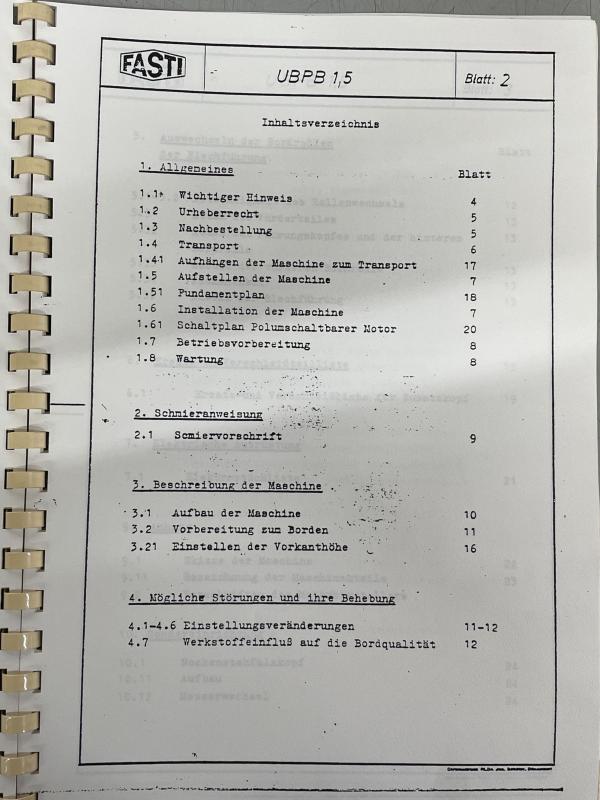 FASTI
UBPB 1,5
Blatt: 2
Inhaltsverzeichnis
1. Allgemeines
Blatt
1.1 Wichtiger Hinweis 4
1.2 Urheberrecht 5
1.3 Nachbestellung 5
1.4 Transport 6
1.41 Aufhängen der Maschine zum Transport 17
1.5 Aufstellen der Maschine 7
1.51 Fundamentplan 18
1.6 Installation der Maschine 7
1.61 Schaltplan Polumschaltbarer Motor 20
1.7 Betriebsvorbereitung 8
1.8 Wartung 8
2. Schmieranweisung
2.1 Scmiervorschrift 9
3. Beschreibung der Maschine
3.1 Aufbau der Maschine 10
3.2 Vorbereitung zum Borden 11
3.21 Einstellen der Vorkanthöhe 16
4. Mögliche Störungen und ihre Behebung
4.1-4.6 Einstellungsveränderungen 11-12
4.7 Werkstoffeinfluß auf die Bordqualität 12